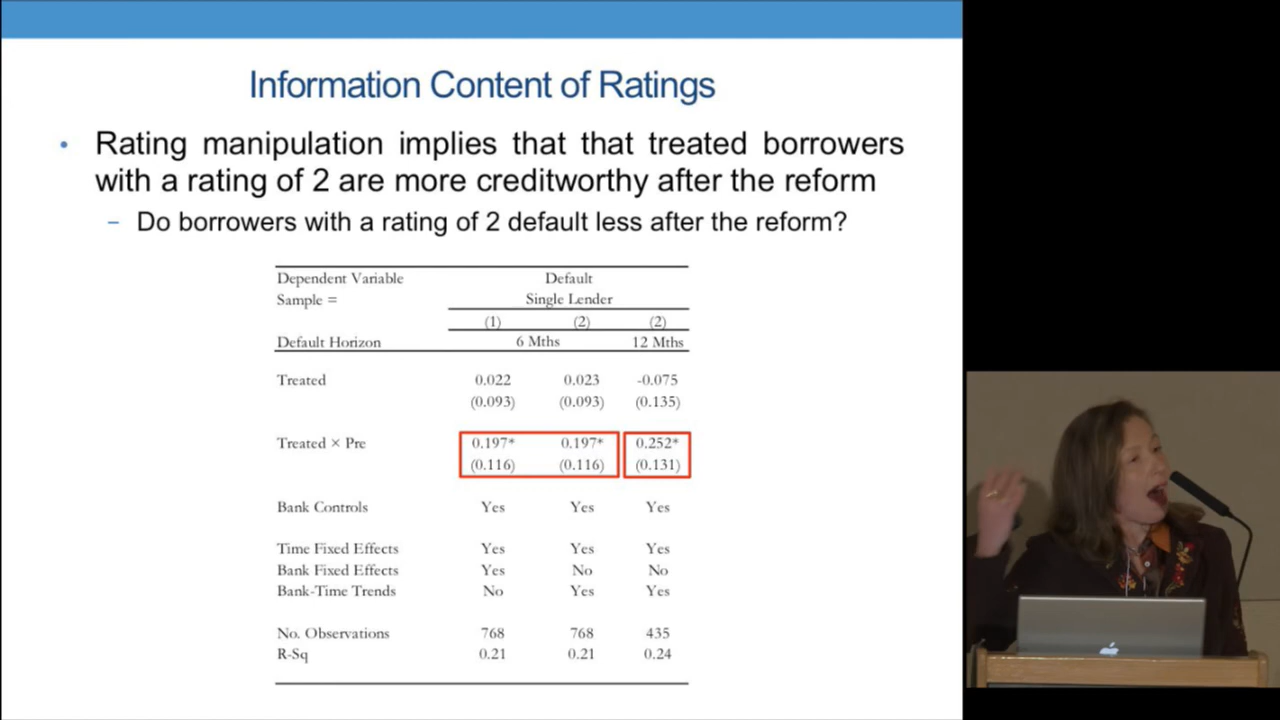 Information Content of Ratings
• Rating manipulation implies that that treated borrowers
with a rating of 2 are more creditworthy after the reform
– Do borrowers with a rating of 2 default less after the reform?
Dependent Variable Default
Sample = Single Lender
(1) (2) (2)
Default Horizon 6 Mths 12 Mths
Treated 0.022 0.023 -0.075
(0.093) (0.093) (0.135)
Treated × Pre 0.197* 0.197* 0.252*
(0.116) (0.116) (0.131)
Bank Controls Yes Yes Yes
Time Fixed Effects Yes Yes Yes
Bank Fixed Effects Yes No No
Bank-Time Trends No Yes Yes
No. Observations 768 768 435
R-Sq 0.21 0.21 0.24